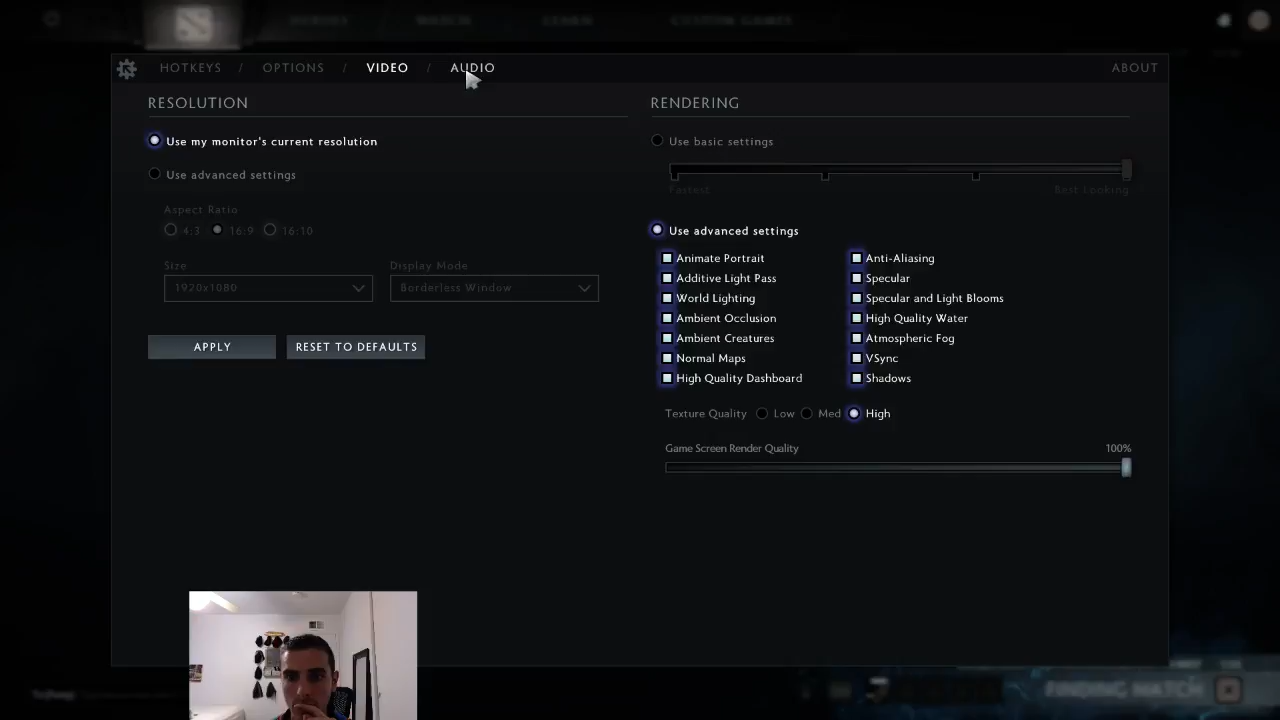 HOTKEYS / OPTIONS / VIDEO / AUDIO ABOUT
RESOLUTION
Use my monitor's current resolution
Use advanced settings
Aspect Ratio
4:3 16:9 16:10
Size Display Mode
1920x1080 Borderless Window
APPLY RESET TO DEFAULTS
RENDERING
Use basic settings
Fastest Best Looking
Use advanced settings
Animate Portrait Anti-Aliasing
Additive Light Pass Specular
World Lighting Specular and Light Blooms
Ambient Occlusion High Quality Water
Ambient Creatures Atmospheric Fog
Normal Maps VSync
High Quality Dashboard Shadows
Texture Quality Low Med High
Game Screen Render Quality 100%
FINDING MATCH